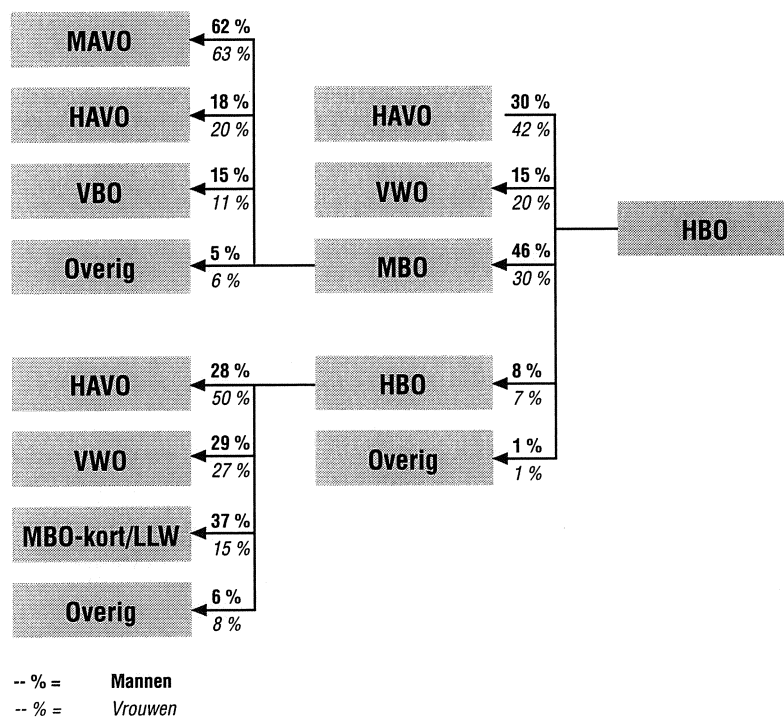 MAVO
62 %
63 %
HAVO
18 %
20 %
VBO
15 %
11 %
Overig
5 %
6 %
HAVO
30 %
42 %
VWO
15 %
20 %
MBO
46 %
30 %
HBO
HAVO
28 %
50 %
VWO
29 %
27 %
MBO-kort/LLW
37 %
15 %
Overig
6 %
8 %
HBO
8 %
7 %
Overig
1 %
1 %
-- % = Mannen
-- % = Vrouwen